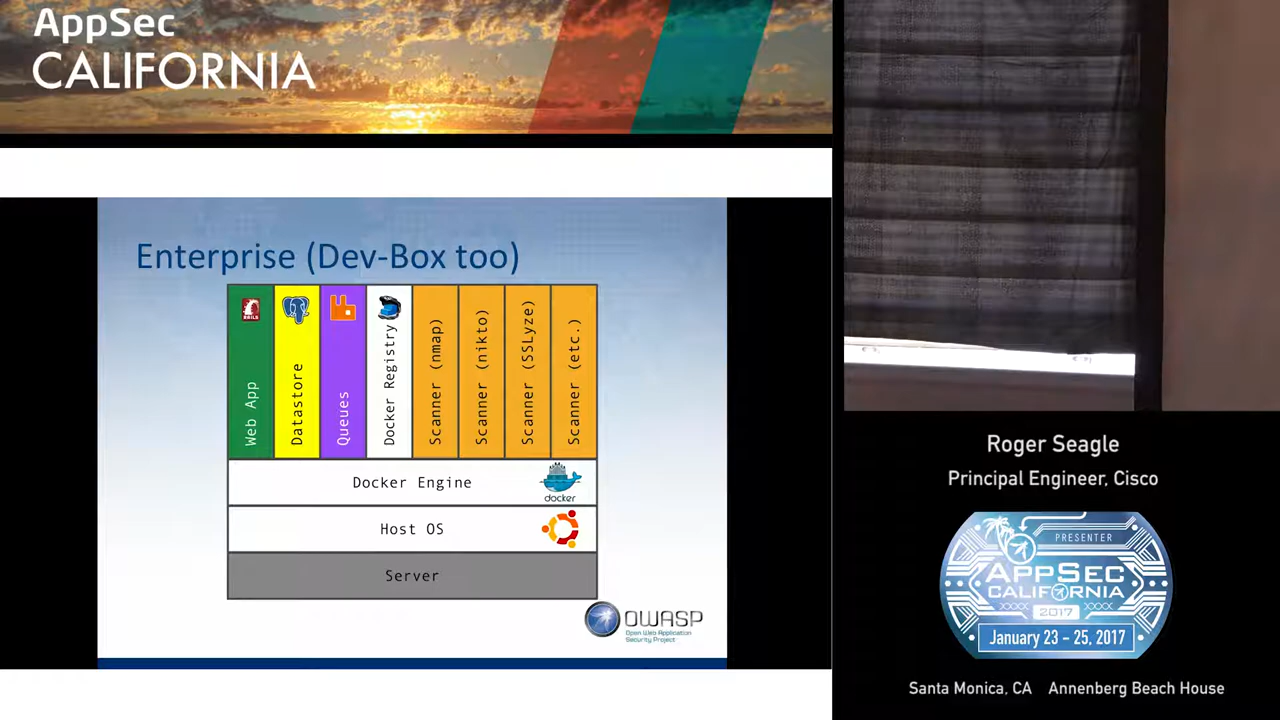 AppSec
CALIFORNIA
Enterprise (Dev-Box too)
RAILS
Web App
Datastore
Queues
Docker Registry
Scanner (nmap)
Scanner (nikto)
Scanner (SSLyze)
Scanner (etc.)
Docker Engine
docker
Host OS
Server
OWASP
Open Web Application
Security Project
Roger Seagle
Principal Engineer, Cisco
PRESENTER
APPSEC
CALIFORNIA
2017
January 23 – 25, 2017
Santa Monica, CA Annenberg Beach House